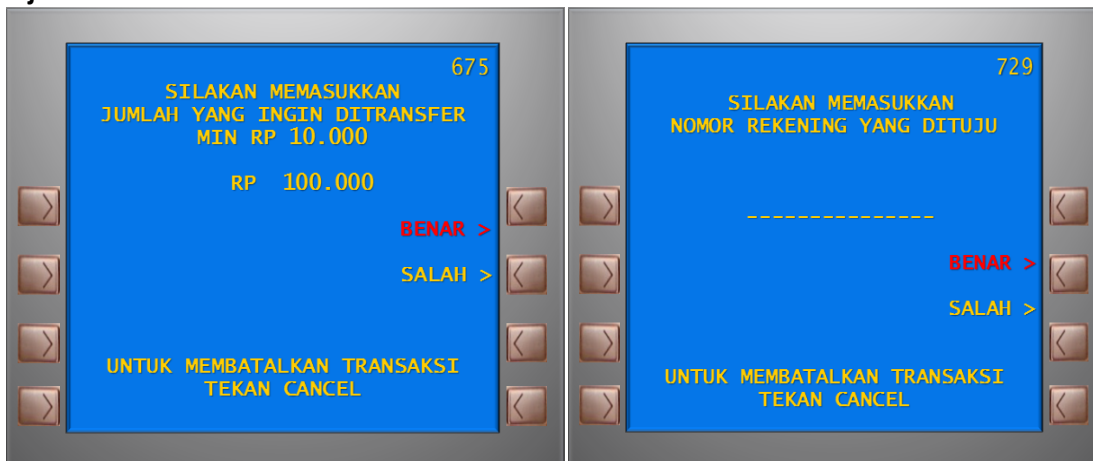 675
SILAKAN MEMASUKKAN
JUMLAH YANG INGIN DITRANSFER
MIN RP 10.000
RP 100.000
BENAR >
SALAH >
UNTUK MEMBATALKAN TRANSAKSI
TEKAN CANCEL
729
SILAKAN MEMASUKKAN
NOMOR REKENING YANG DITUJU
---------------
BENAR >
SALAH >
UNTUK MEMBATALKAN TRANSAKSI
TEKAN CANCEL